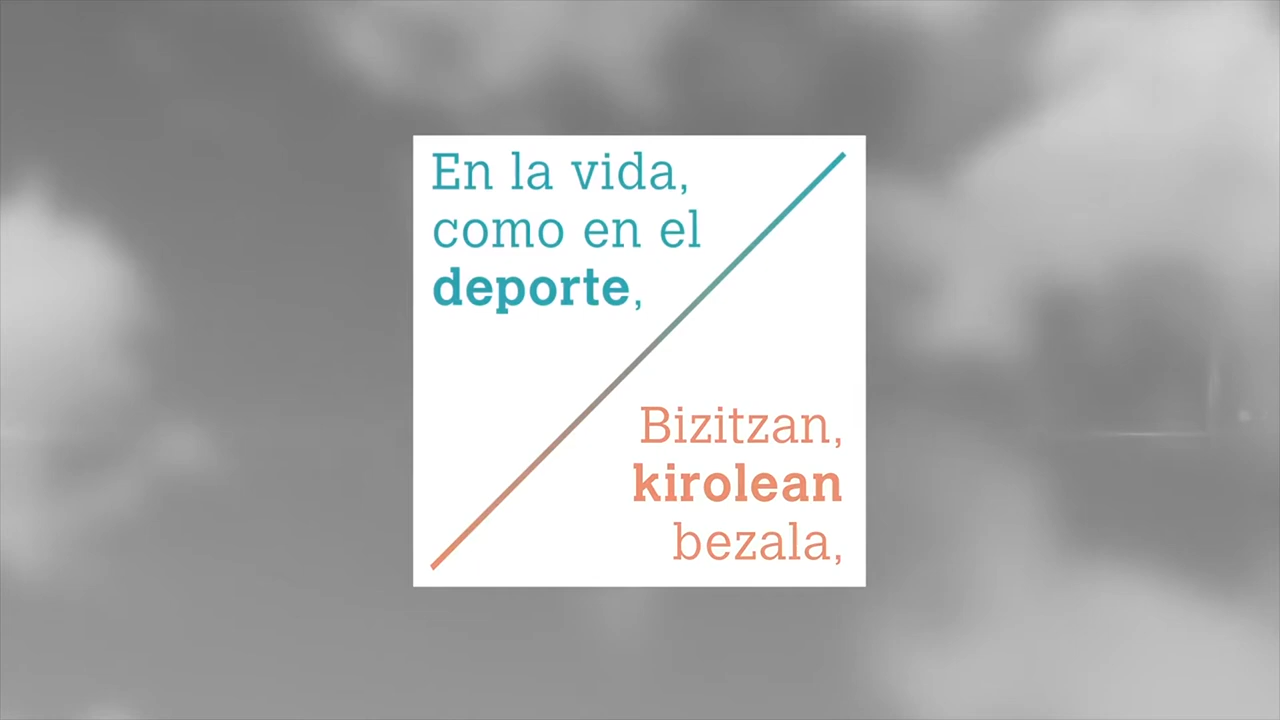 En la vida,
como en el
deporte,
Bizitzan,
kirolean
bezala,